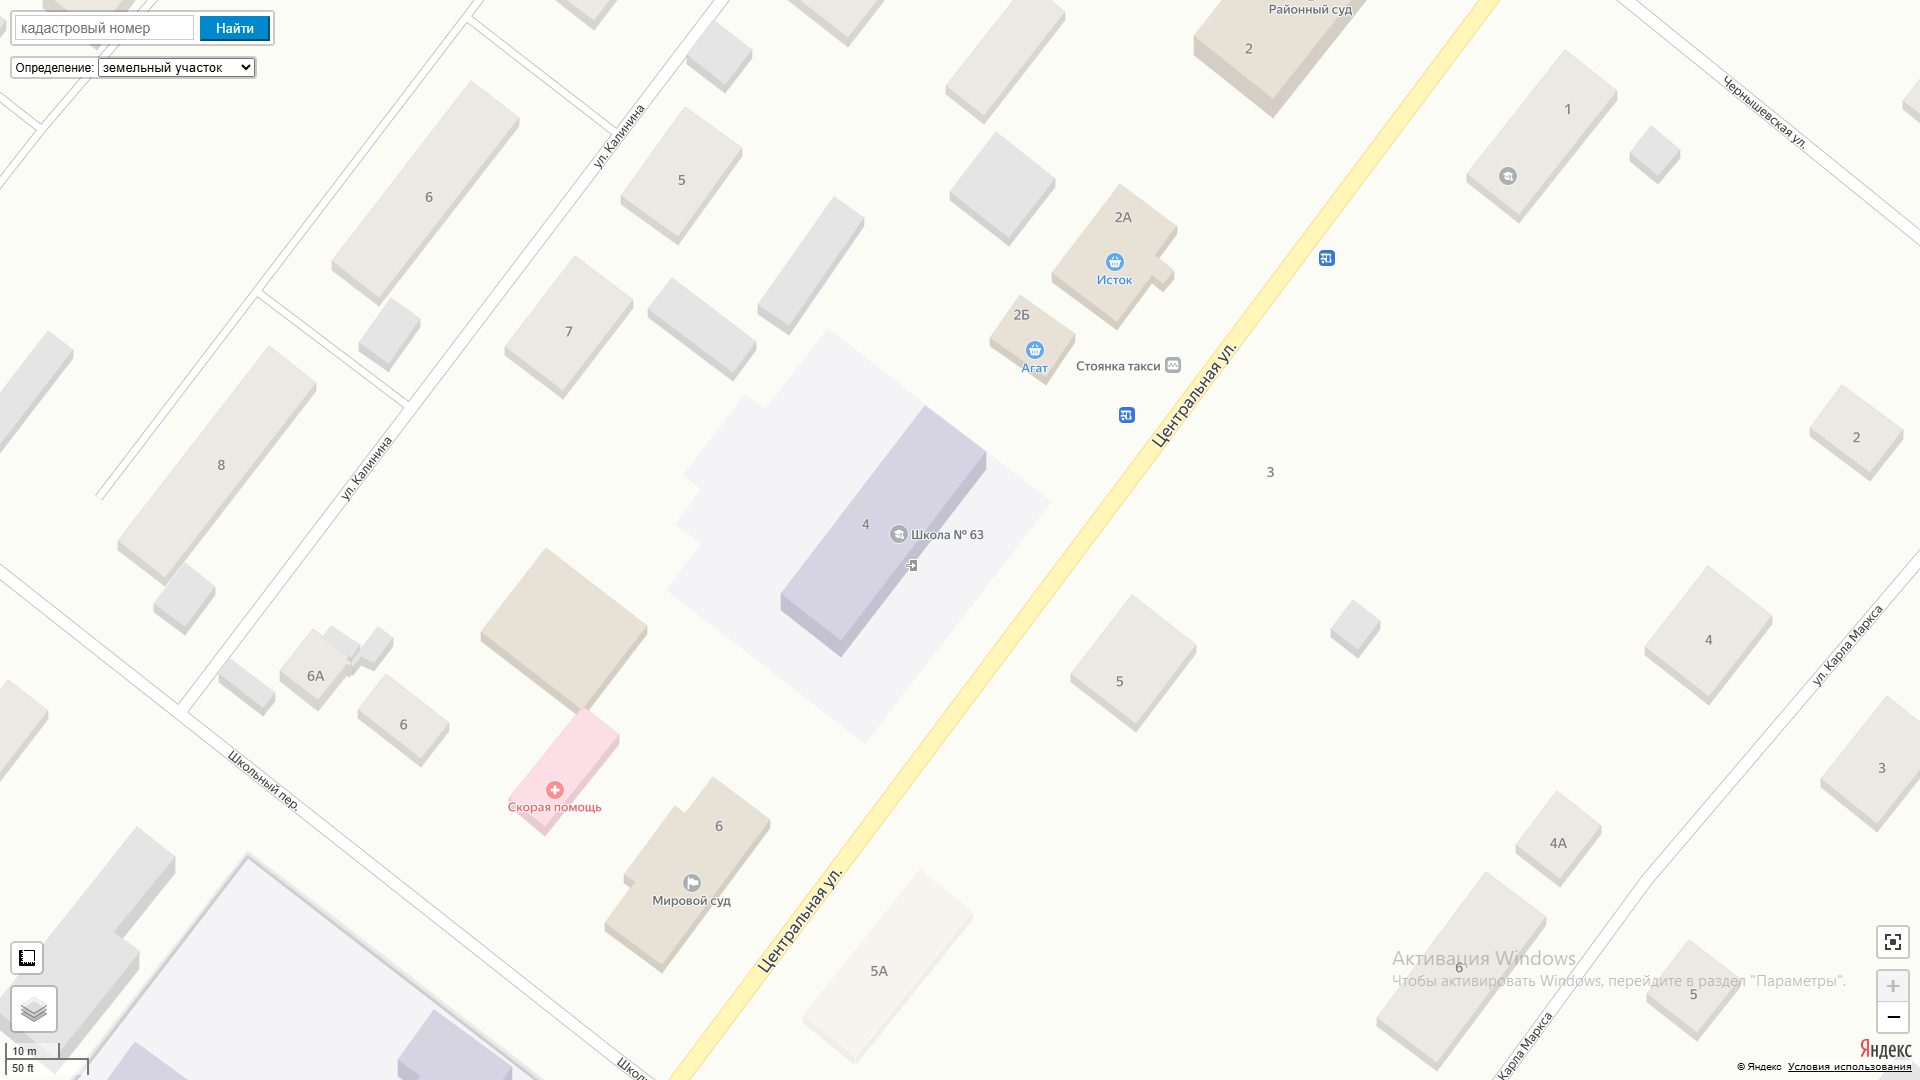 кадастровый номер
Найти
Определение:
земельный участок
Районный суд
2
1
Чернышевская ул.
ул. Калинина
5
6
2А
Исток
2Б
Агат
7
Стоянка такси
Центральная ул.
8
ул. Калинина
3
2
4
Школа № 63
4
ул. Карла Маркса
6А
6
5
3
Школьный пер.
Скорая помощь
6
Мировой суд
4А
Центральная ул.
5А
6
5
Активация Windows
Чтобы активировать Windows, перейдите в раздел "Параметры".
+
−
Карла Маркса
Школ
10 m
50 ft
Яндекс
© Яндекс Условия использования